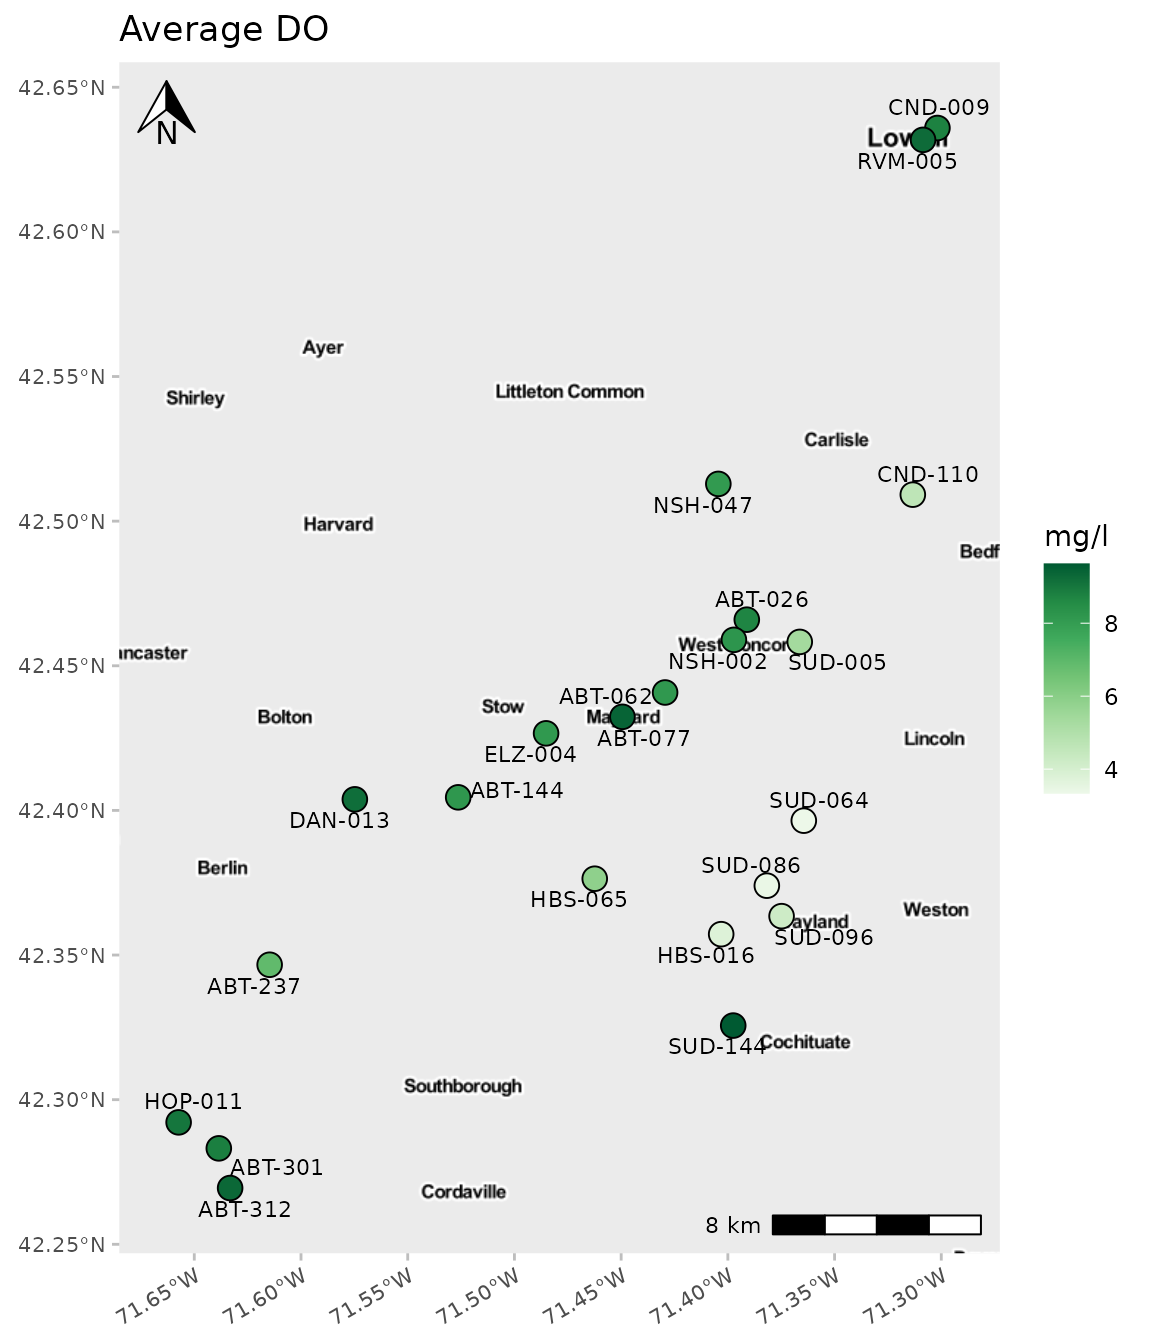 Average DO
42.65°N
N
CND-009
RVM-005
42.60°N
Ayer
42.55°N
Shirley
Littleton Common
Carlisle
CND-110
NSH-047
42.50°N
Harvard
ABT-026
NSH-002
SUD-005
42.45°N
Stow
ABT-062
Bolton
ABT-077
ELZ-004
Lincoln
ABT-144
42.40°N
SUD-064
DAN-013
Berlin
SUD-086
HBS-065
Weston
SUD-096
HBS-016
42.35°N
ABT-237
SUD-144
Cochituate
Southborough
HOP-011
42.30°N
ABT-301
Cordaville
ABT-312
8 km
42.25°N
71.65°W
71.60°W
71.55°W
71.50°W
71.45°W
71.40°W
71.35°W
71.30°W
mg/l
8
6
4